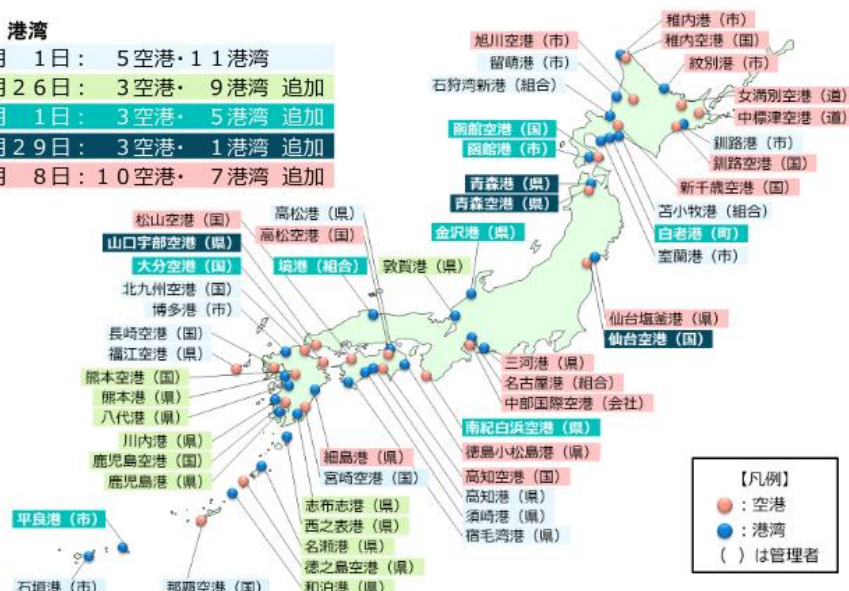 港湾
月 1日： 5空港・11港湾
月26日： 3空港・ 9港湾 追加
月 1日： 3空港・ 5港湾 追加
月29日： 3空港・ 1港湾 追加
月 8日：10空港・ 7港湾 追加
稚内港（市）
旭川空港（市）
稚内空港（国）
留萌港（市）
紋別港（市）
石狩湾新港（組合）
女満別空港（道）
中標津空港（道）
函館空港（国）
函館港（市）
釧路港（市）
釧路空港（国）
青森港（県）
新千歳空港（国）
青森空港（県）
苫小牧港（組合）
白老港（町）
室蘭港（市）
松山空港（国）
高松港（県）
高松空港（国）
金沢港（県）
山口宇部空港（県）
大分空港（国）
境港（組合）
敦賀港（県）
北九州空港（国）
博多港（市）
長崎空港（国）
福江空港（県）
熊本空港（国）
熊本港（県）
八代港（県）
川内港（県）
鹿児島空港（国）
鹿児島港（県）
仙台塩釜港（県）
仙台空港（国）
三河港（県）
名古屋港（組合）
中部国際空港（会社）
南紀白浜空港（県）
徳島小松島港（県）
高知空港（国）
高知港（県）
須崎港（県）
宿毛湾港（県）
細島港（県）
宮崎空港（国）
志布志港（県）
西之表港（県）
名瀬港（県）
徳之島空港（県）
和泊港（県）
平良港（市）
石垣港（市）
那覇空港（国）
【凡例】
：空港
：港湾
（ ）は管理者